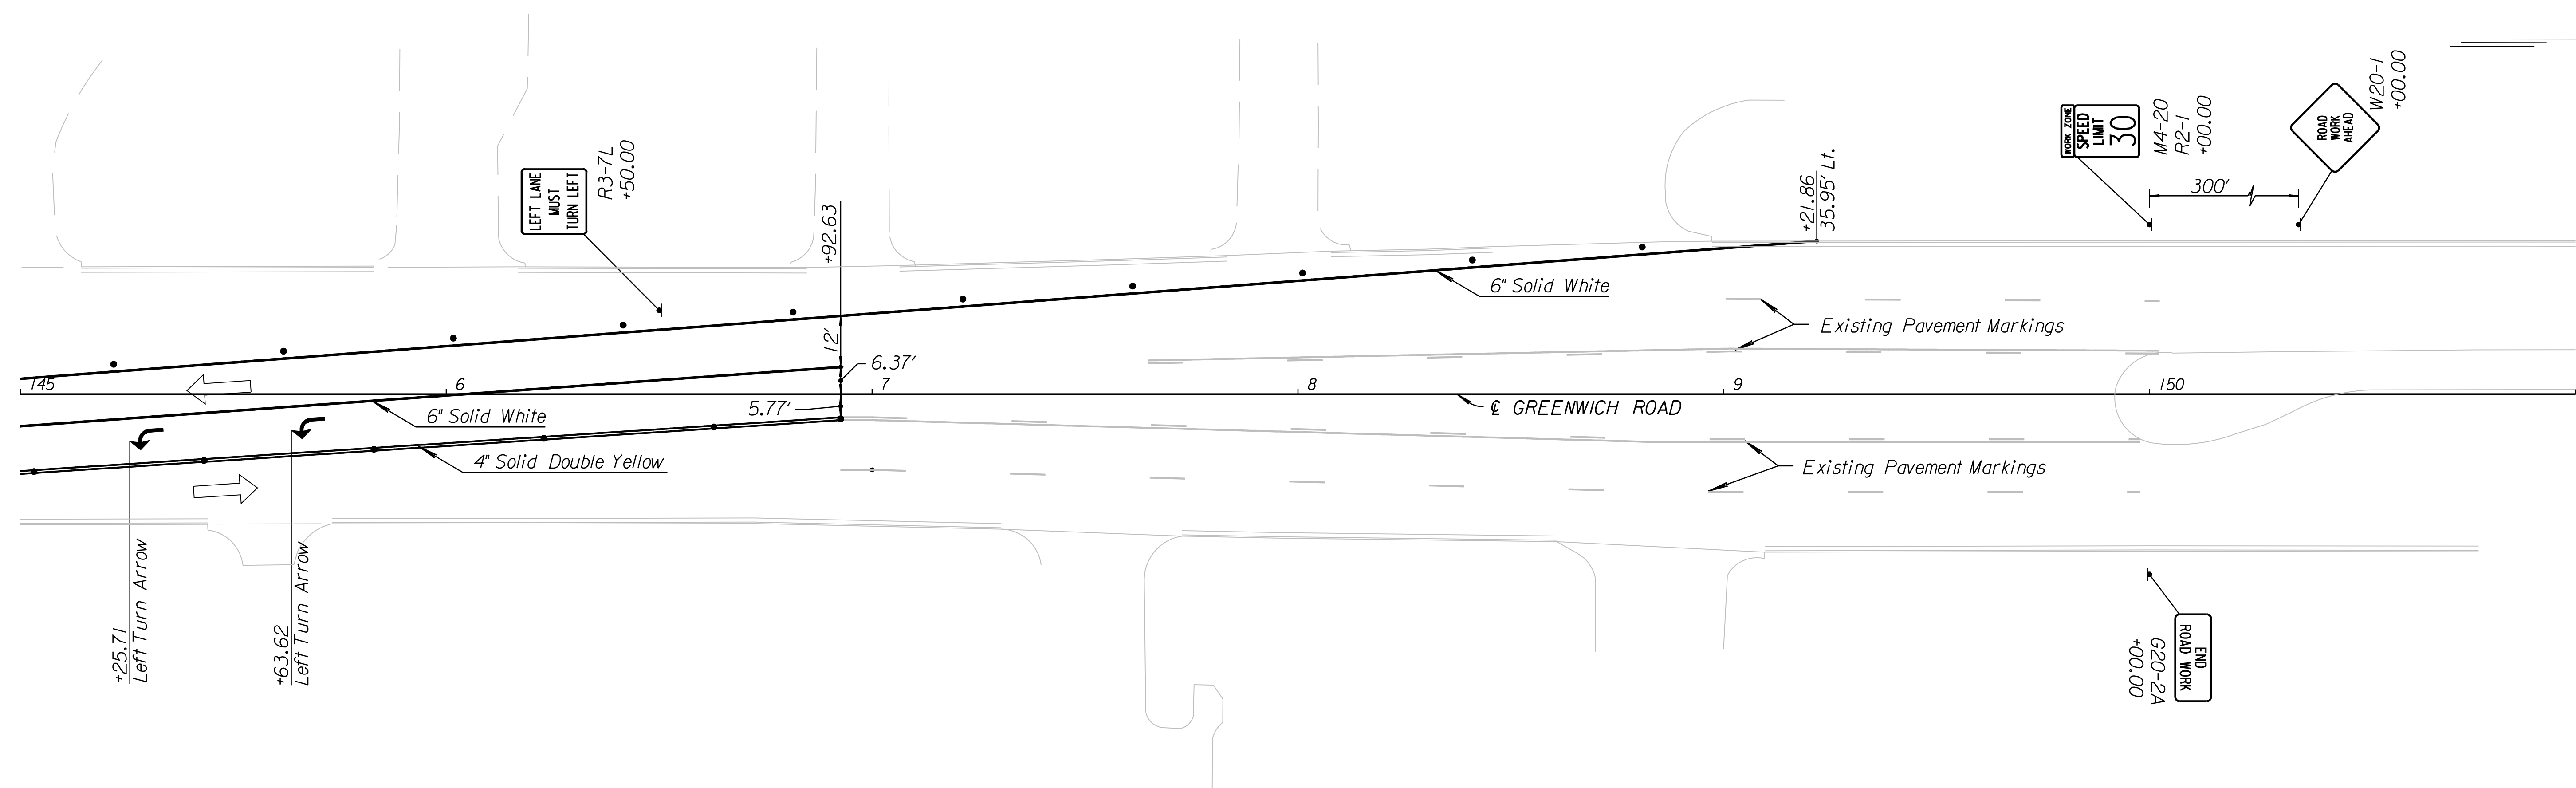 LEFT LANE
MUST
TURN LEFT
R3-7L
+50.00
+92.63
12'
6.37'
5.77'
+21.86
35.95' Lt.
WORK ZONE
SPEED
LIMIT
30
M4-20
R2-1
+00.00
300'
ROAD
WORK
AHEAD
W20-1
+00.00
6" Solid White
Existing Pavement Markings
145
6
7
8
9
150
6" Solid White
℄ GREENWICH ROAD
4" Solid Double Yellow
Existing Pavement Markings
+25.71
Left Turn Arrow
+63.62
Left Turn Arrow
END
ROAD WORK
G20-2A
+00.00